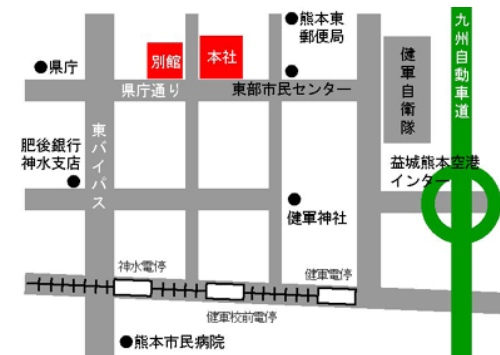 熊本東
郵便局
九州自動車道
県庁
別館
本社
健軍自衛隊
県庁通り
東部市民センター
東バイパス
肥後銀行
神水支店
益城熊本空港
インター
健軍神社
神水電停
健軍電停
健軍校前電停
熊本市民病院